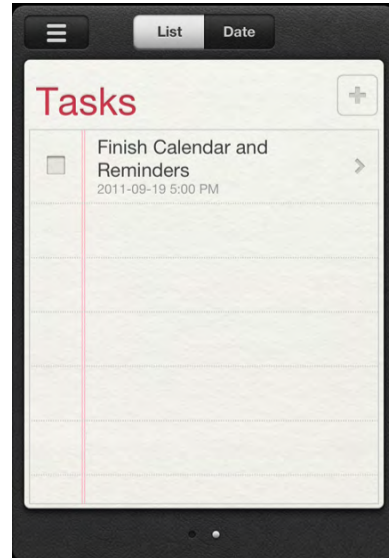 List
Date
Tasks
Finish Calendar and
Reminders
2011-09-19 5:00 PM